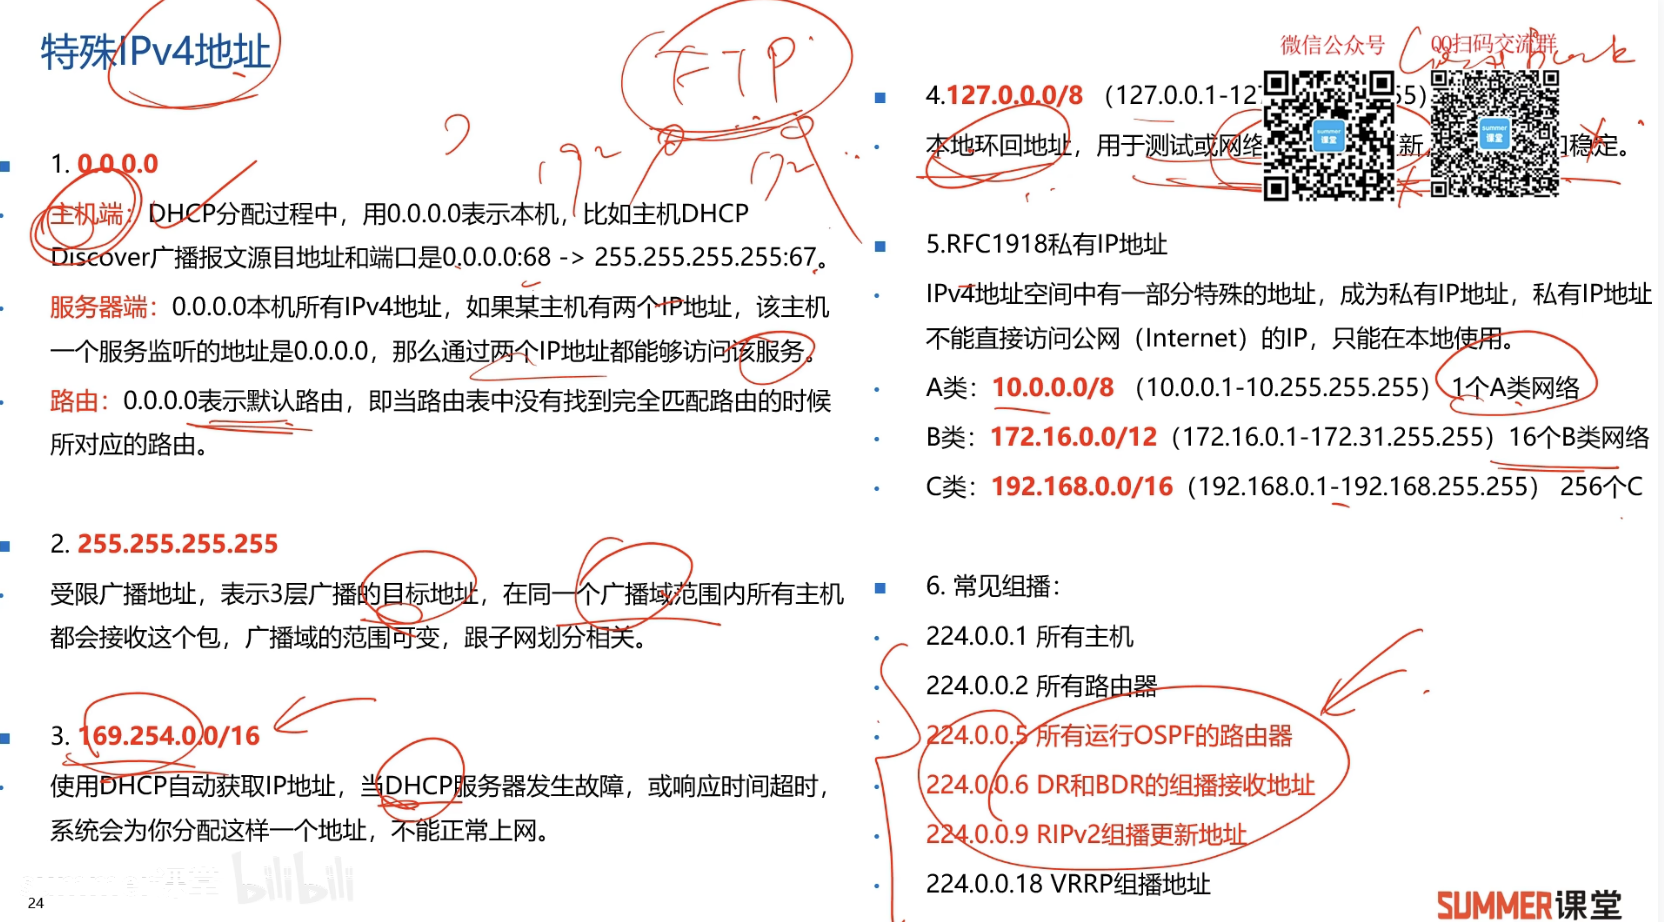 特殊IPv4地址
FTP
192
172
1. 0.0.0.0
主机端：DHCP分配过程中，用0.0.0.0表示本机，比如主机DHCP
Discover广播报文源目地址和端口是0.0.0.0:68 -> 255.255.255.255:67。
服务器端：0.0.0.0本机所有IPv4地址，如果某主机有两个IP地址，该主机
一个服务监听的地址是0.0.0.0，那么通过两个IP地址都能够访问该服务。
路由：0.0.0.0表示默认路由，即当路由表中没有找到完全匹配路由的时候
所对应的路由。
2. 255.255.255.255
受限广播地址，表示3层广播的目标地址，在同一个广播域范围内所有主机
都会接收这个包，广播域的范围可变，跟子网划分相关。
3. 169.254.0.0/16
使用DHCP自动获取IP地址，当DHCP服务器发生故障，或响应时间超时，
系统会为你分配这样一个地址，不能正常上网。
bilibili
24
微信公众号
QQ扫码交流群
summer
课堂
summer
课堂
4.127.0.0.0/8 （127.0.0.1-127 55）
本地环回地址，用于测试或网络 更新， 和稳定。
5.RFC1918私有IP地址
IPv4地址空间中有一部分特殊的地址，成为私有IP地址，私有IP地址
不能直接访问公网（Internet）的IP，只能在本地使用。
A类：10.0.0.0/8 （10.0.0.1-10.255.255.255） 1个A类网络
B类：172.16.0.0/12（172.16.0.1-172.31.255.255）16个B类网络
C类：192.168.0.0/16（192.168.0.1-192.168.255.255） 256个C
6. 常见组播：
224.0.0.1 所有主机
224.0.0.2 所有路由器
224.0.0.5 所有运行OSPF的路由器
224.0.0.6 DR和BDR的组播接收地址
224.0.0.9 RIPv2组播更新地址
224.0.0.18 VRRP组播地址
SUMMER课堂